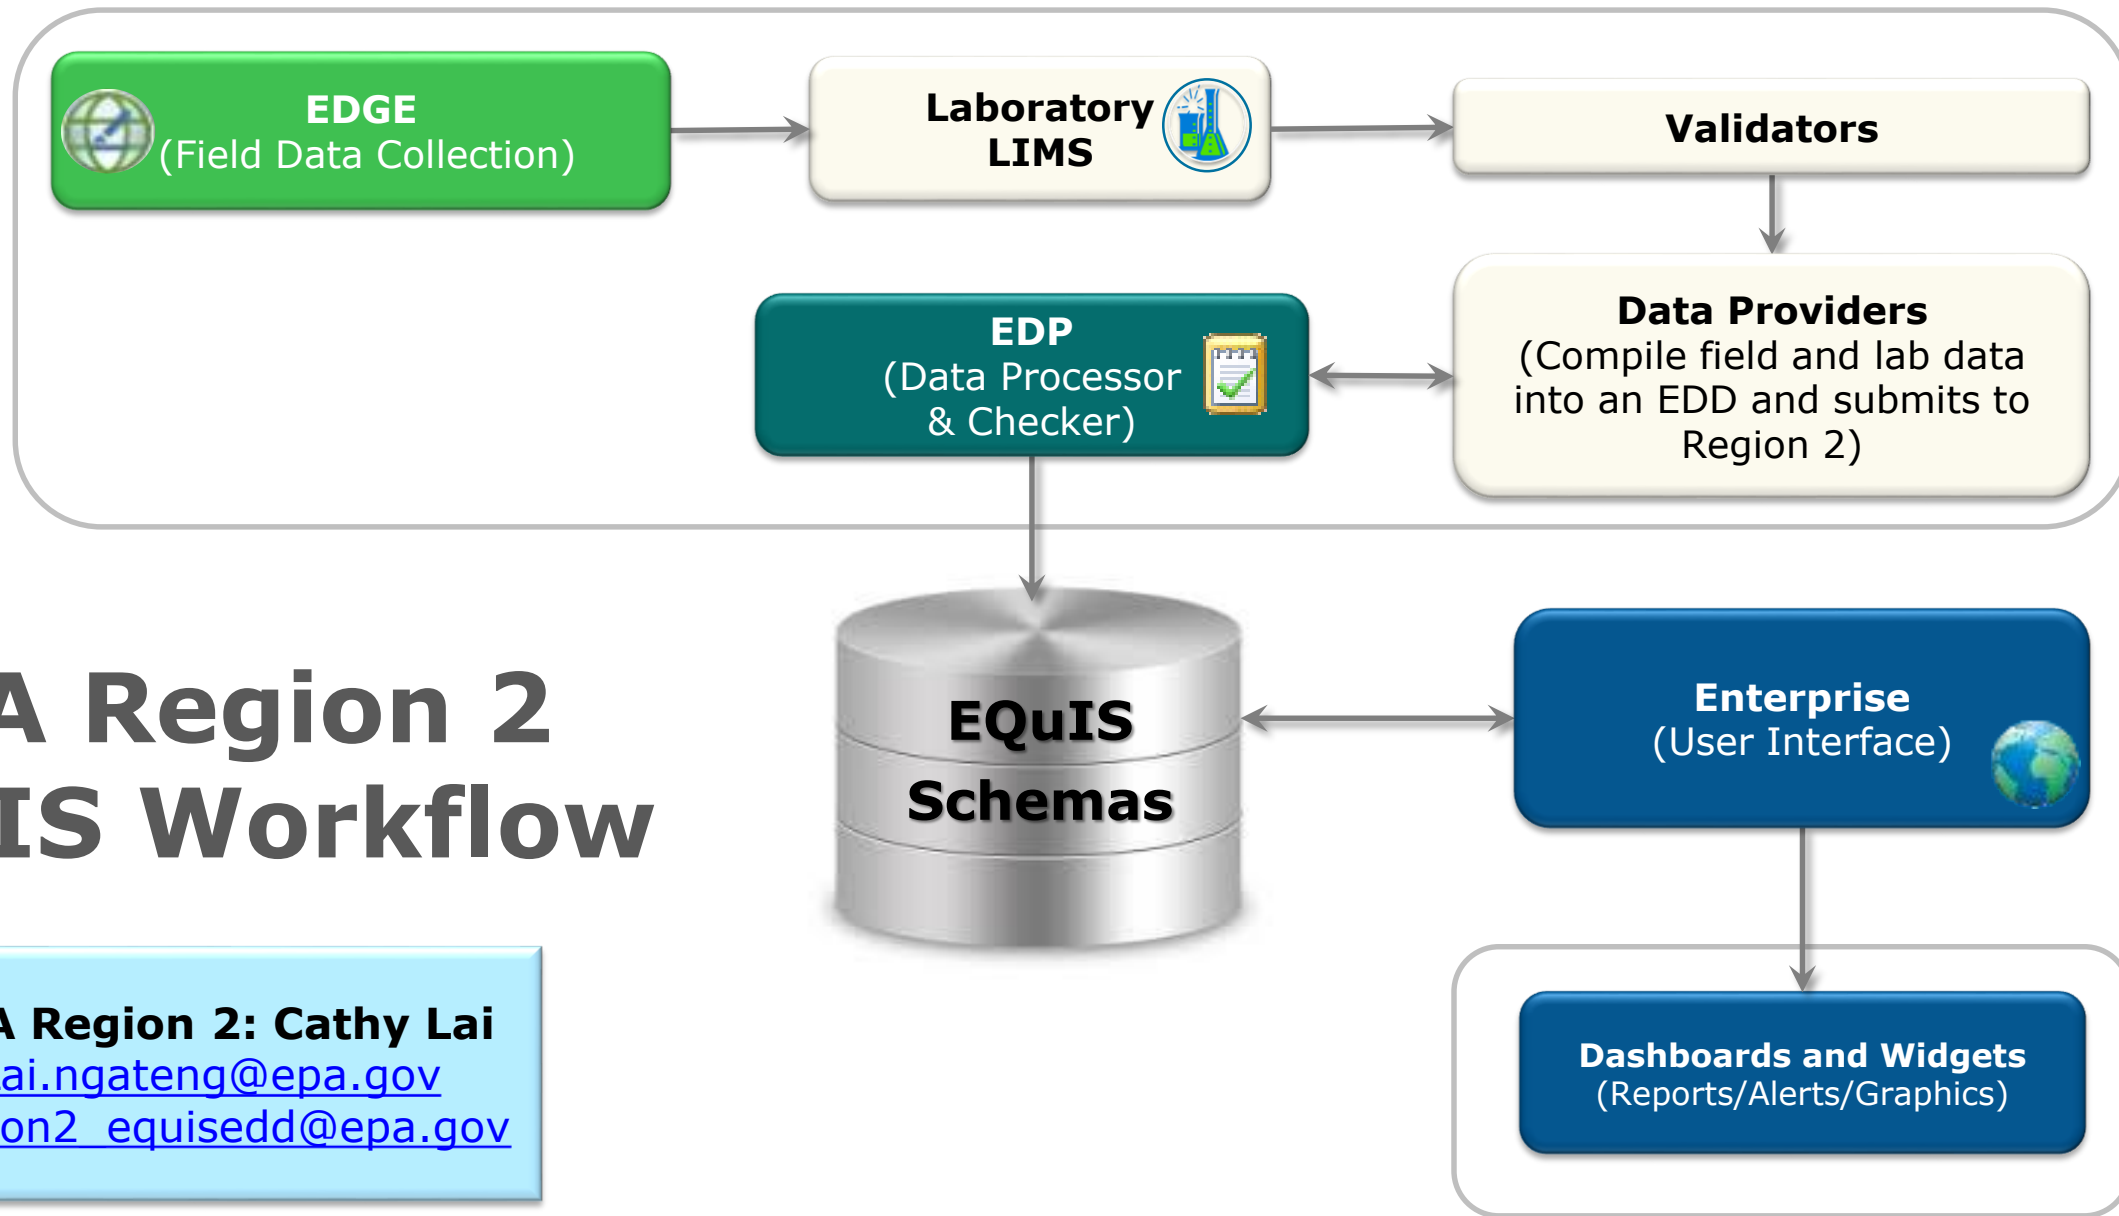 EDGE
(Field Data Collection)
Laboratory
LIMS
Validators
EDP
(Data Processor
& Checker)
Data Providers
(Compile field and lab data
into an EDD and submits to
Region 2)
EQuIS
Schemas
Enterprise
(User Interface)
A Region 2
IS Workflow
A Region 2: Cathy Lai
ai.ngateng@epa.gov
on2_equisedd@epa.gov
Dashboards and Widgets
(Reports/Alerts/Graphics)